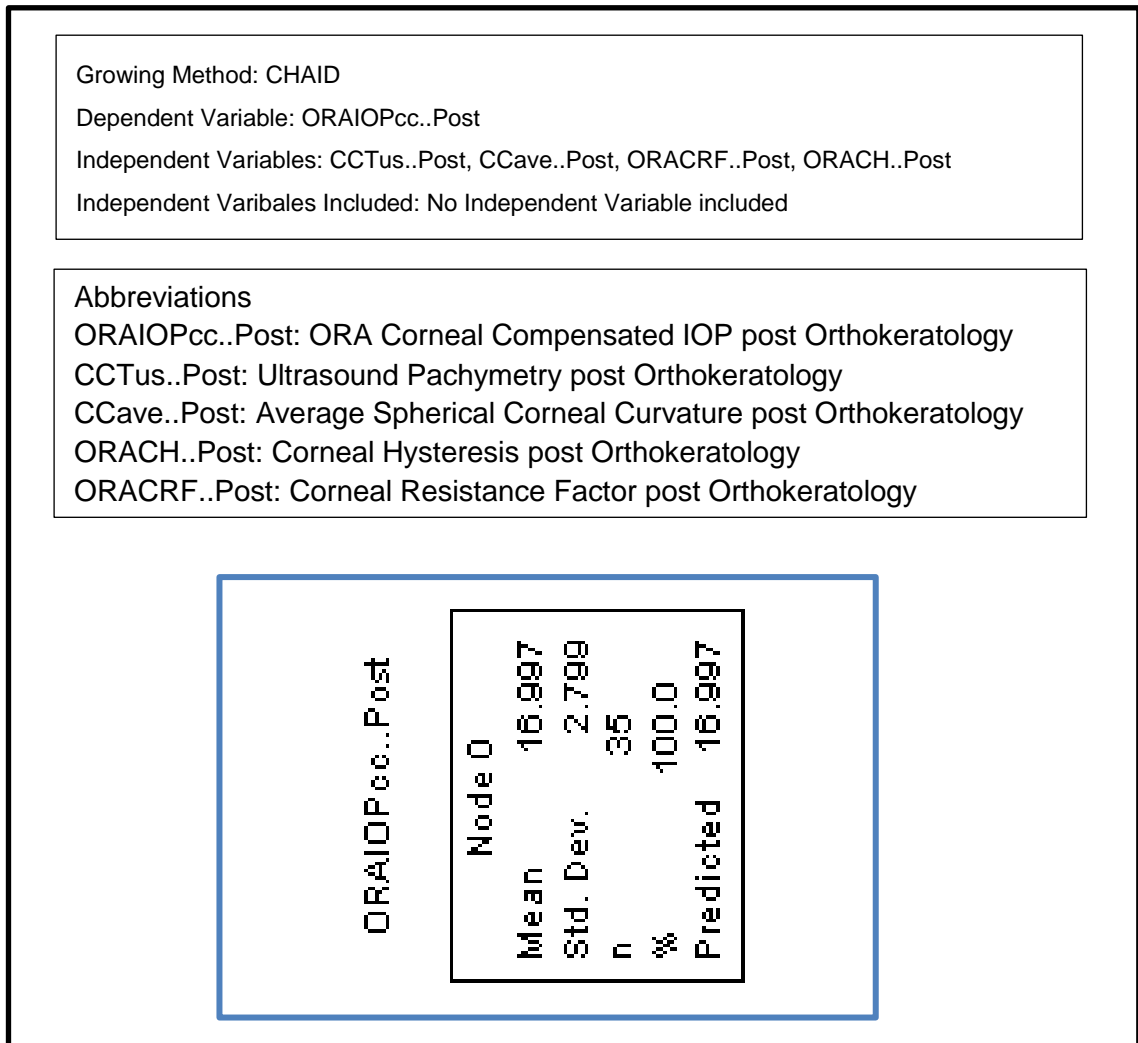 Growing Method: CHAID
Dependent Variable: ORAIOPcc..Post
Independent Variables: CCTus..Post, CCave..Post, ORACRF..Post, ORACH..Post
Independent Varibales Included: No Independent Variable included
Abbreviations
ORAIOPcc..Post: ORA Corneal Compensated IOP post Orthokeratology
CCTus..Post: Ultrasound Pachymetry post Orthokeratology
CCave..Post: Average Spherical Corneal Curvature post Orthokeratology
ORACH..Post: Corneal Hysteresis post Orthokeratology
ORACRF..Post: Corneal Resistance Factor post Orthokeratology
ORAIOPcc..Post
Node 0
Mean 16.997
Std. Dev. 2.799
n 35
% 100.0
Predicted 16.997